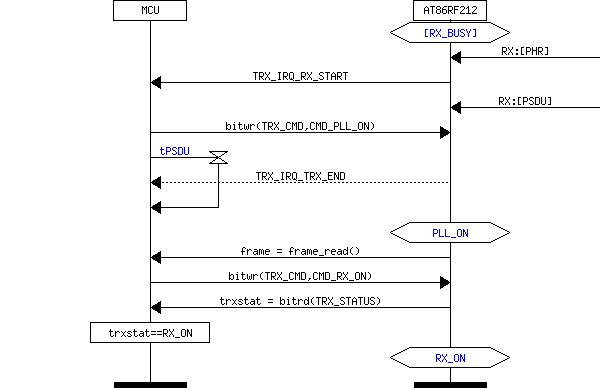 MCU
AT86RF212
[RX_BUSY]
RX:[PHR]
TRX_IRQ_RX_START
RX:[PSDU]
bitwr(TRX_CMD,CMD_PLL_ON)
tPSDU
TRX_IRQ_TRX_END
PLL_ON
frame = frame_read()
bitwr(TRX_CMD,CMD_RX_ON)
trxstat = bitrd(TRX_STATUS)
trxstat==RX_ON
RX_ON